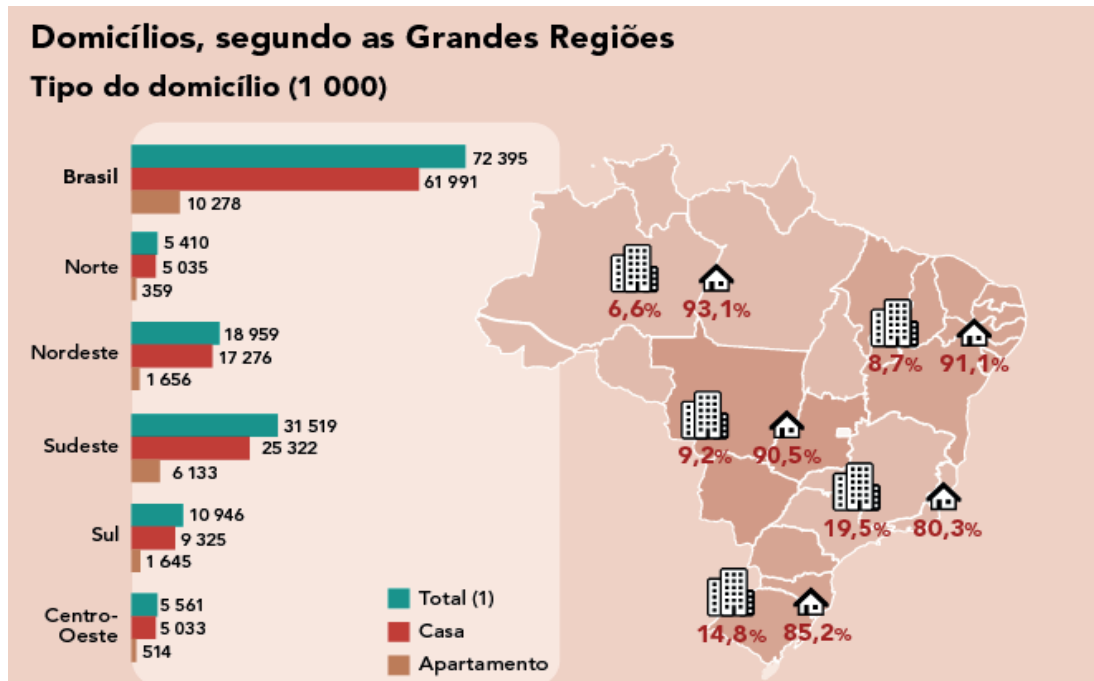 Domicílios, segundo as Grandes Regiões
Tipo do domicílio (1 000)
Brasil
72 395
61 991
10 278
Norte
5 410
5 035
359
Nordeste
18 959
17 276
1 656
Sudeste
31 519
25 322
6 133
Sul
10 946
9 325
1 645
Centro-
Oeste
5 561
5 033
514
Total (1)
Casa
Apartamento
6,6% 93,1%
8,7% 91,1%
9,2% 90,5%
19,5% 80,3%
14,8% 85,2%